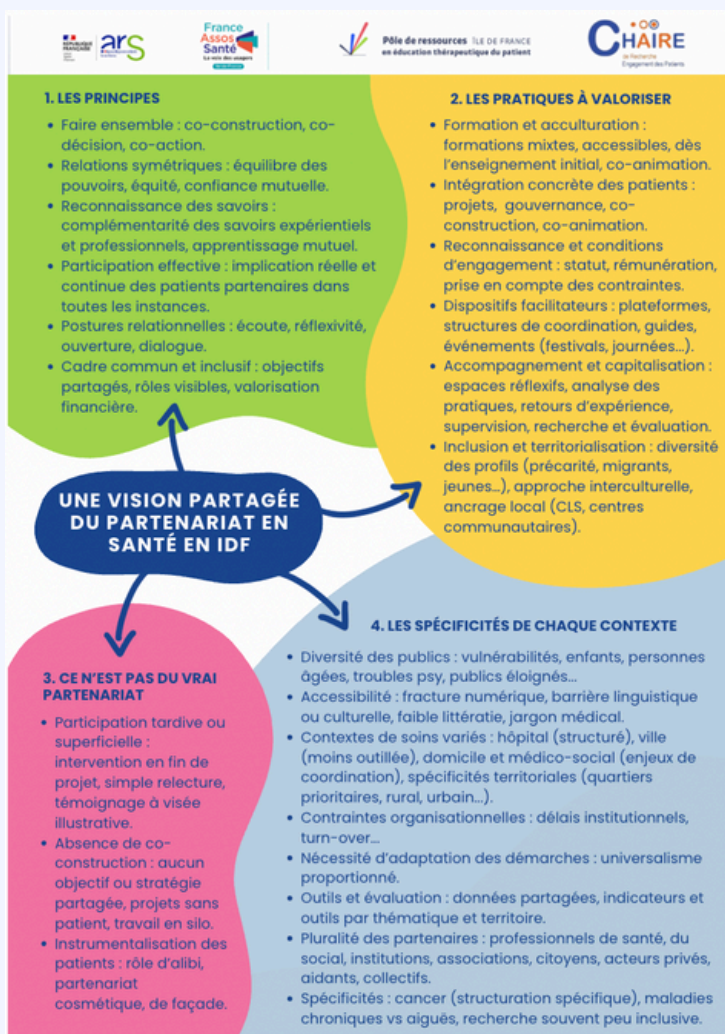 RÉPUBLIQUE
FRANÇAISE
ars
France
Assos
Santé
La voix des usagers
Pôle de ressources ÎLE DE FRANCE
en éducation thérapeutique du patient
CHAIRE
de Recherche
Engagement des Patients
1. LES PRINCIPES
• Faire ensemble : co-construction, co-
décision, co-action.
• Relations symétriques : équilibre des
pouvoirs, équité, confiance mutuelle.
• Reconnaissance des savoirs :
complémentarité des savoirs expérientiels
et professionnels, apprentissage mutuel.
• Participation effective : implication réelle et
continue des patients partenaires dans
toutes les instances.
• Postures relationnelles : écoute, réflexivité,
ouverture, dialogue.
• Cadre commun et inclusif : objectifs
partagés, rôles visibles, valorisation
financière.
2. LES PRATIQUES À VALORISER
• Formation et acculturation :
formations mixtes, accessibles, dès
l'enseignement initial, co-animation.
• Intégration concrète des patients :
projets, gouvernance, co-
construction, co-animation.
• Reconnaissance et conditions
d'engagement : statut, rémunération,
prise en compte des contraintes.
• Dispositifs facilitateurs : plateformes,
structures de coordination, guides,
événements (festivals, journées...).
• Accompagnement et capitalisation :
espaces réflexifs, analyse des
pratiques, retours d'expérience,
supervision, recherche et évaluation.
• Inclusion et territorialisation : diversité
des profils (précarité, migrants,
jeunes...), approche interculturelle,
ancrage local (CLS, centres
communautaires).
UNE VISION PARTAGÉE
DU PARTENARIAT EN
SANTÉ EN IDF
3. CE N'EST PAS DU VRAI
PARTENARIAT
• Participation tardive ou
superficielle :
intervention en fin de
projet, simple relecture,
témoignage à visée
illustrative.
• Absence de co-
construction : aucun
objectif ou stratégie
partagée, projets sans
patient, travail en silo.
• Instrumentalisation des
patients : rôle d'alibi,
partenariat
cosmétique, de façade.
4. LES SPÉCIFICITÉS DE CHAQUE CONTEXTE
• Diversité des publics : vulnérabilités, enfants, personnes
âgées, troubles psy, publics éloignés...
• Accessibilité : fracture numérique, barrière linguistique
ou culturelle, faible littératie, jargon médical.
• Contextes de soins variés : hôpital (structuré), ville
(moins outillée), domicile et médico-social (enjeux de
coordination), spécificités territoriales (quartiers
prioritaires, rural, urbain...).
• Contraintes organisationnelles : délais institutionnels,
turn-over...
• Nécessité d'adaptation des démarches : universalisme
proportionné.
• Outils et évaluation : données partagées, indicateurs et
outils par thématique et territoire.
• Pluralité des partenaires : professionnels de santé, du
social, institutions, associations, citoyens, acteurs privés,
aidants, collectifs.
• Spécificités : cancer (structuration spécifique), maladies
chroniques vs aiguës, recherche souvent peu inclusive.